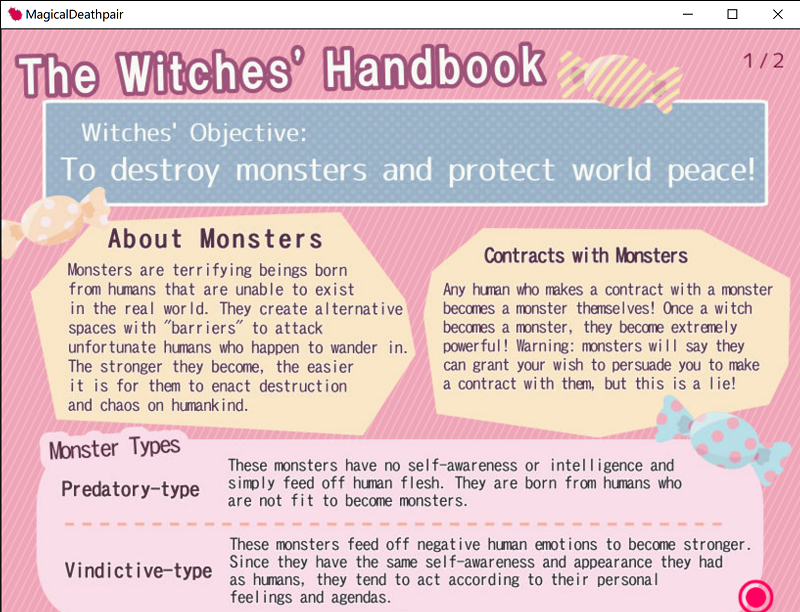 MagicalDeathpair
The Witches' Handbook
1 / 2
Witches' Objective:
To destroy monsters and protect world peace!
About Monsters
Monsters are terrifying beings born
from humans that are unable to exist
in the real world. They create alternative
spaces with "barriers" to attack
unfortunate humans who happen to wander in.
The stronger they become, the easier
it is for them to enact destruction
and chaos on humankind.
Contracts with Monsters
Any human who makes a contract with a monster
becomes a monster themselves! Once a witch
becomes a monster, they become extremely
powerful! Warning: monsters will say they
can grant your wish to persuade you to make
a contract with them, but this is a lie!
Monster Types
Predatory-type
These monsters have no self-awareness or intelligence and
simply feed off human flesh. They are born from humans who
are not fit to become monsters.
Vindictive-type
These monsters feed off negative human emotions to become stronger.
Since they have the same self-awareness and appearance they had
as humans, they tend to act according to their personal
feelings and agendas.